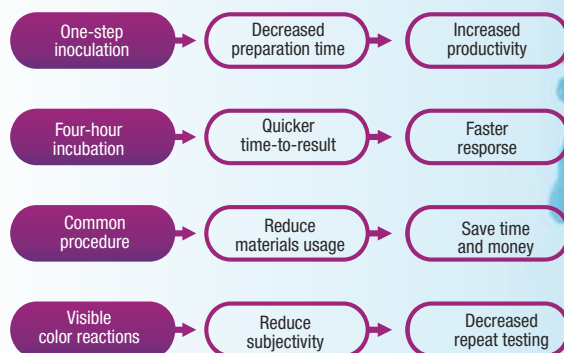 One-step
inoculation
Decreased
preparation time
Increased
productivity
Four-hour
incubation
Quicker
time-to-result
Faster
response
Common
procedure
Reduce
materials usage
Save time
and money
Visible
color reactions
Reduce
subjectivity
Decreased
repeat testing